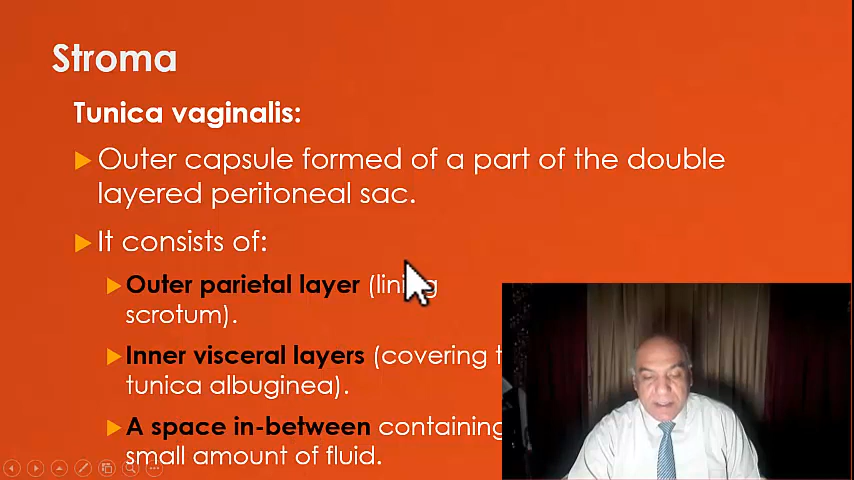 Stroma
Tunica vaginalis:
Outer capsule formed of a part of the double
layered peritoneal sac.
It consists of:
Outer parietal layer (lining
scrotum).
Inner visceral layers (covering
tunica albuginea).
A space in-between containing
small amount of fluid.